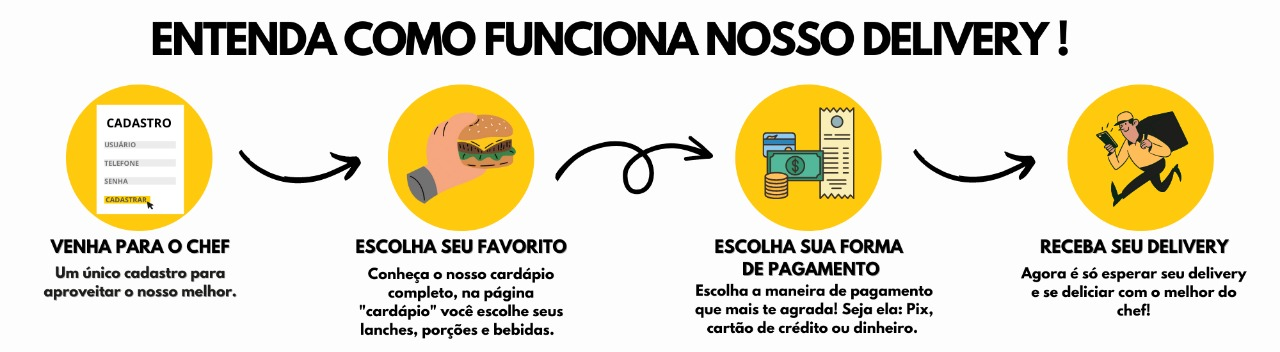 ENTENDA COMO FUNCIONA NOSSO DELIVERY !
CADASTRO
USUÁRIO
TELEFONE
SENHA
CADASTRAR
VENHA PARA O CHEF
Um único cadastro para
aproveitar o nosso melhor.
ESCOLHA SEU FAVORITO
Conheça o nosso cardápio
completo, na página
"cardápio" você escolhe seus
lanches, porções e bebidas.
$
ESCOLHA SUA FORMA
DE PAGAMENTO
Escolha a maneira de pagamento
que mais te agrada! Seja ela: Pix,
cartão de crédito ou dinheiro.
RECEBA SEU DELIVERY
Agora é só esperar seu delivery
e se deliciar com o melhor do
chef!